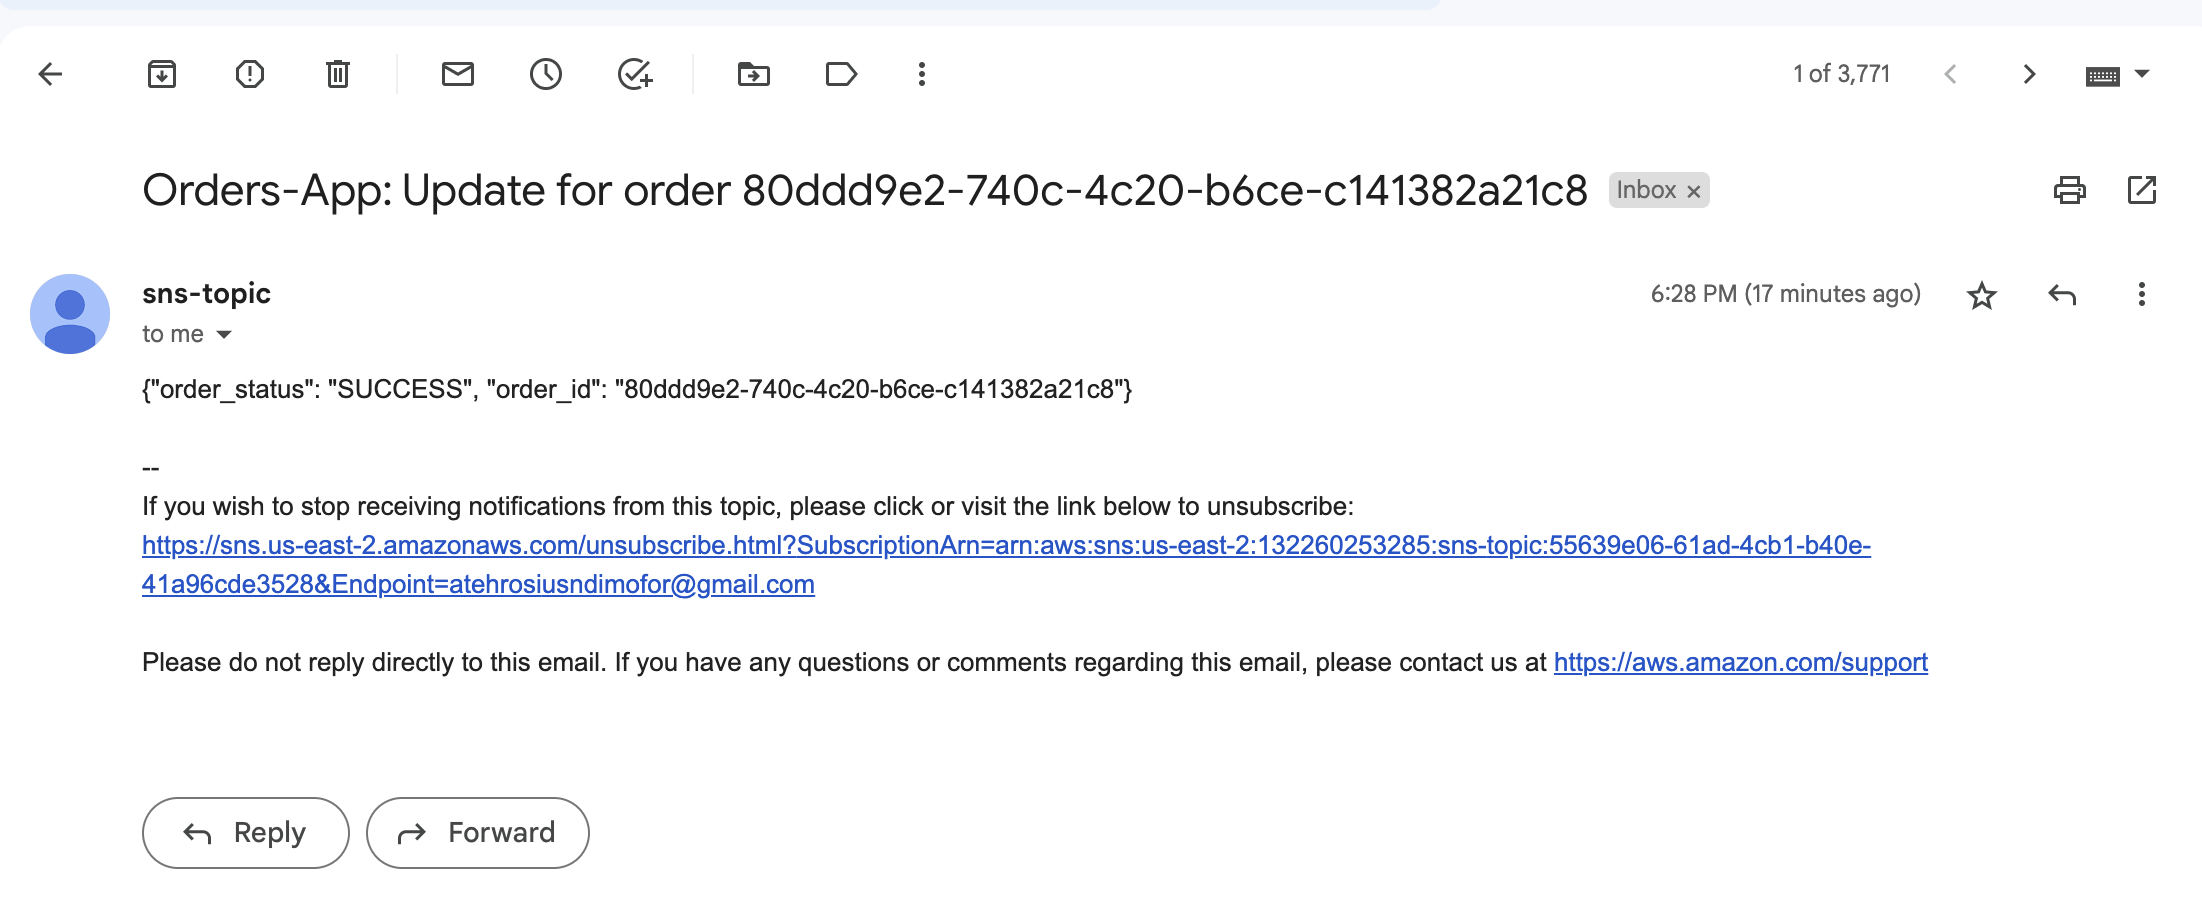 1 of 3,771
Orders-App: Update for order 80ddd9e2-740c-4c20-b6ce-c141382a21c8 Inbox ×
sns-topic 6:28 PM (17 minutes ago)
to me
{"order_status": "SUCCESS", "order_id": "80ddd9e2-740c-4c20-b6ce-c141382a21c8"}
--
If you wish to stop receiving notifications from this topic, please click or visit the link below to unsubscribe:
https://sns.us-east-2.amazonaws.com/unsubscribe.html?SubscriptionArn=arn:aws:sns:us-east-2:132260253285:sns-topic:55639e06-61ad-4cb1-b40e-
41a96cde3528&Endpoint=atehrosiusndimofor@gmail.com
Please do not reply directly to this email. If you have any questions or comments regarding this email, please contact us at https://aws.amazon.com/support
Reply Forward